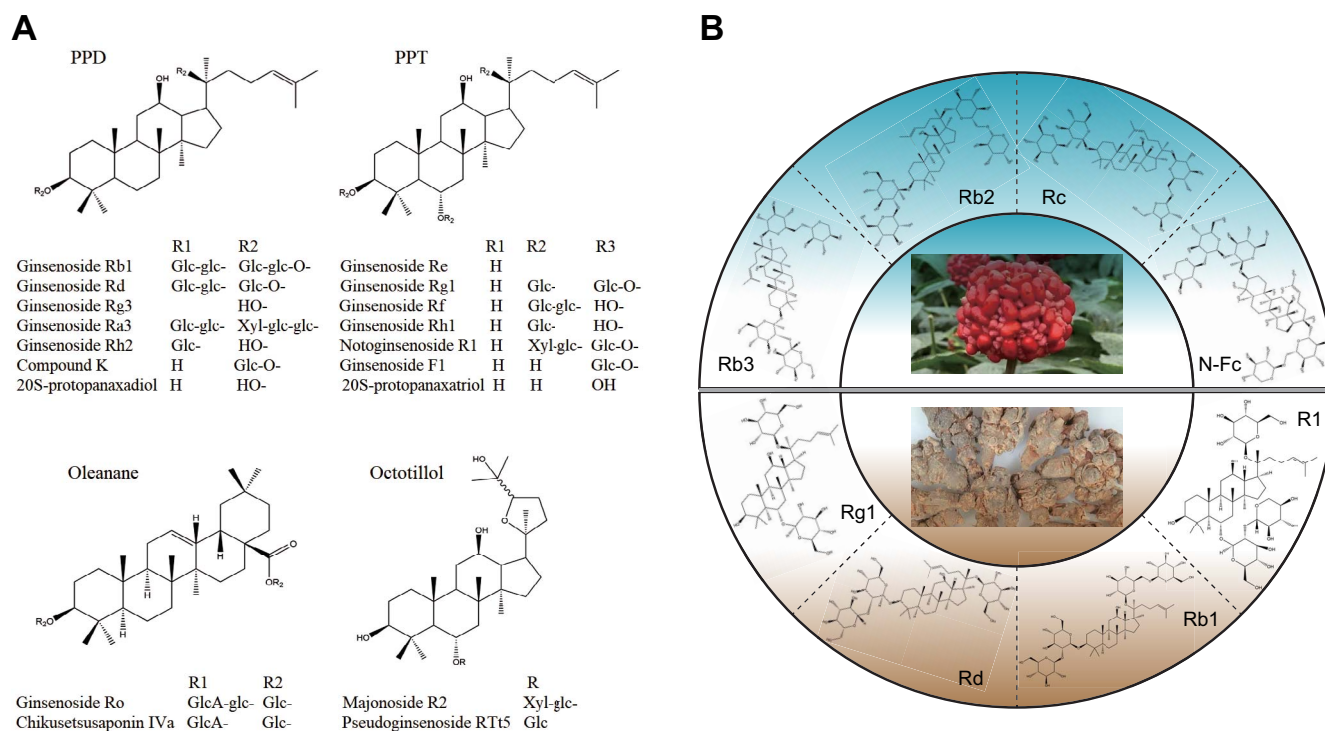 A
PPD
PPT
OH
R2
R2O
OH
R2
R2O
OR2
R1 R2
Ginsenoside Rb1 Glc-glc- Glc-glc-O-
Ginsenoside Rd Glc-glc- Glc-O-
Ginsenoside Rg3 HO-
Ginsenoside Ra3 Glc-glc- Xyl-glc-glc-
Ginsenoside Rh2 Glc- HO-
Compound K H Glc-O-
20S-protopanaxadiol H HO-
R1 R2 R3
Ginsenoside Re H
Ginsenoside Rg1 H Glc- Glc-O-
Ginsenoside Rf H Glc-glc- HO-
Ginsenoside Rh1 H Glc- HO-
Notoginsenoside R1 H Xyl-glc- Glc-O-
Ginsenoside F1 H H Glc-O-
20S-protopanaxatriol H H OH
Oleanane
H
O
OR2
H
R2O
H
Octotillol
HO
O
OH
HO
OR
R1 R2
Ginsenoside Ro GlcA-glc- Glc-
Chikusetsusaponin IVa GlcA- Glc-
R
Majonoside R2 Xyl-glc-
Pseudoginsenoside RTt5 Glc
B
Rb2
Rc
Rb3
N-Fc
Rg1
R1
Rd
Rb1